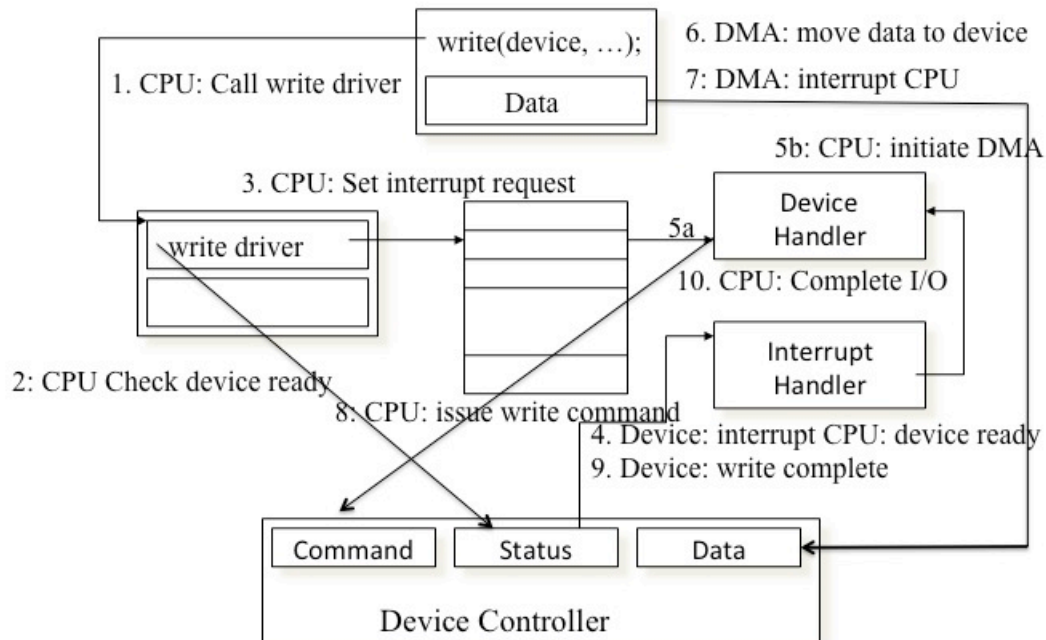 write(device, …);
6. DMA: move data to device
1. CPU: Call write driver
Data
7: DMA: interrupt CPU
5b: CPU: initiate DMA
3. CPU: Set interrupt request
Device
Handler
write driver
5a
10. CPU: Complete I/O
Interrupt
Handler
2: CPU Check device ready
8: CPU: issue write command
4. Device: interrupt CPU: device ready
9. Device: write complete
Command
Status
Data
Device Controller